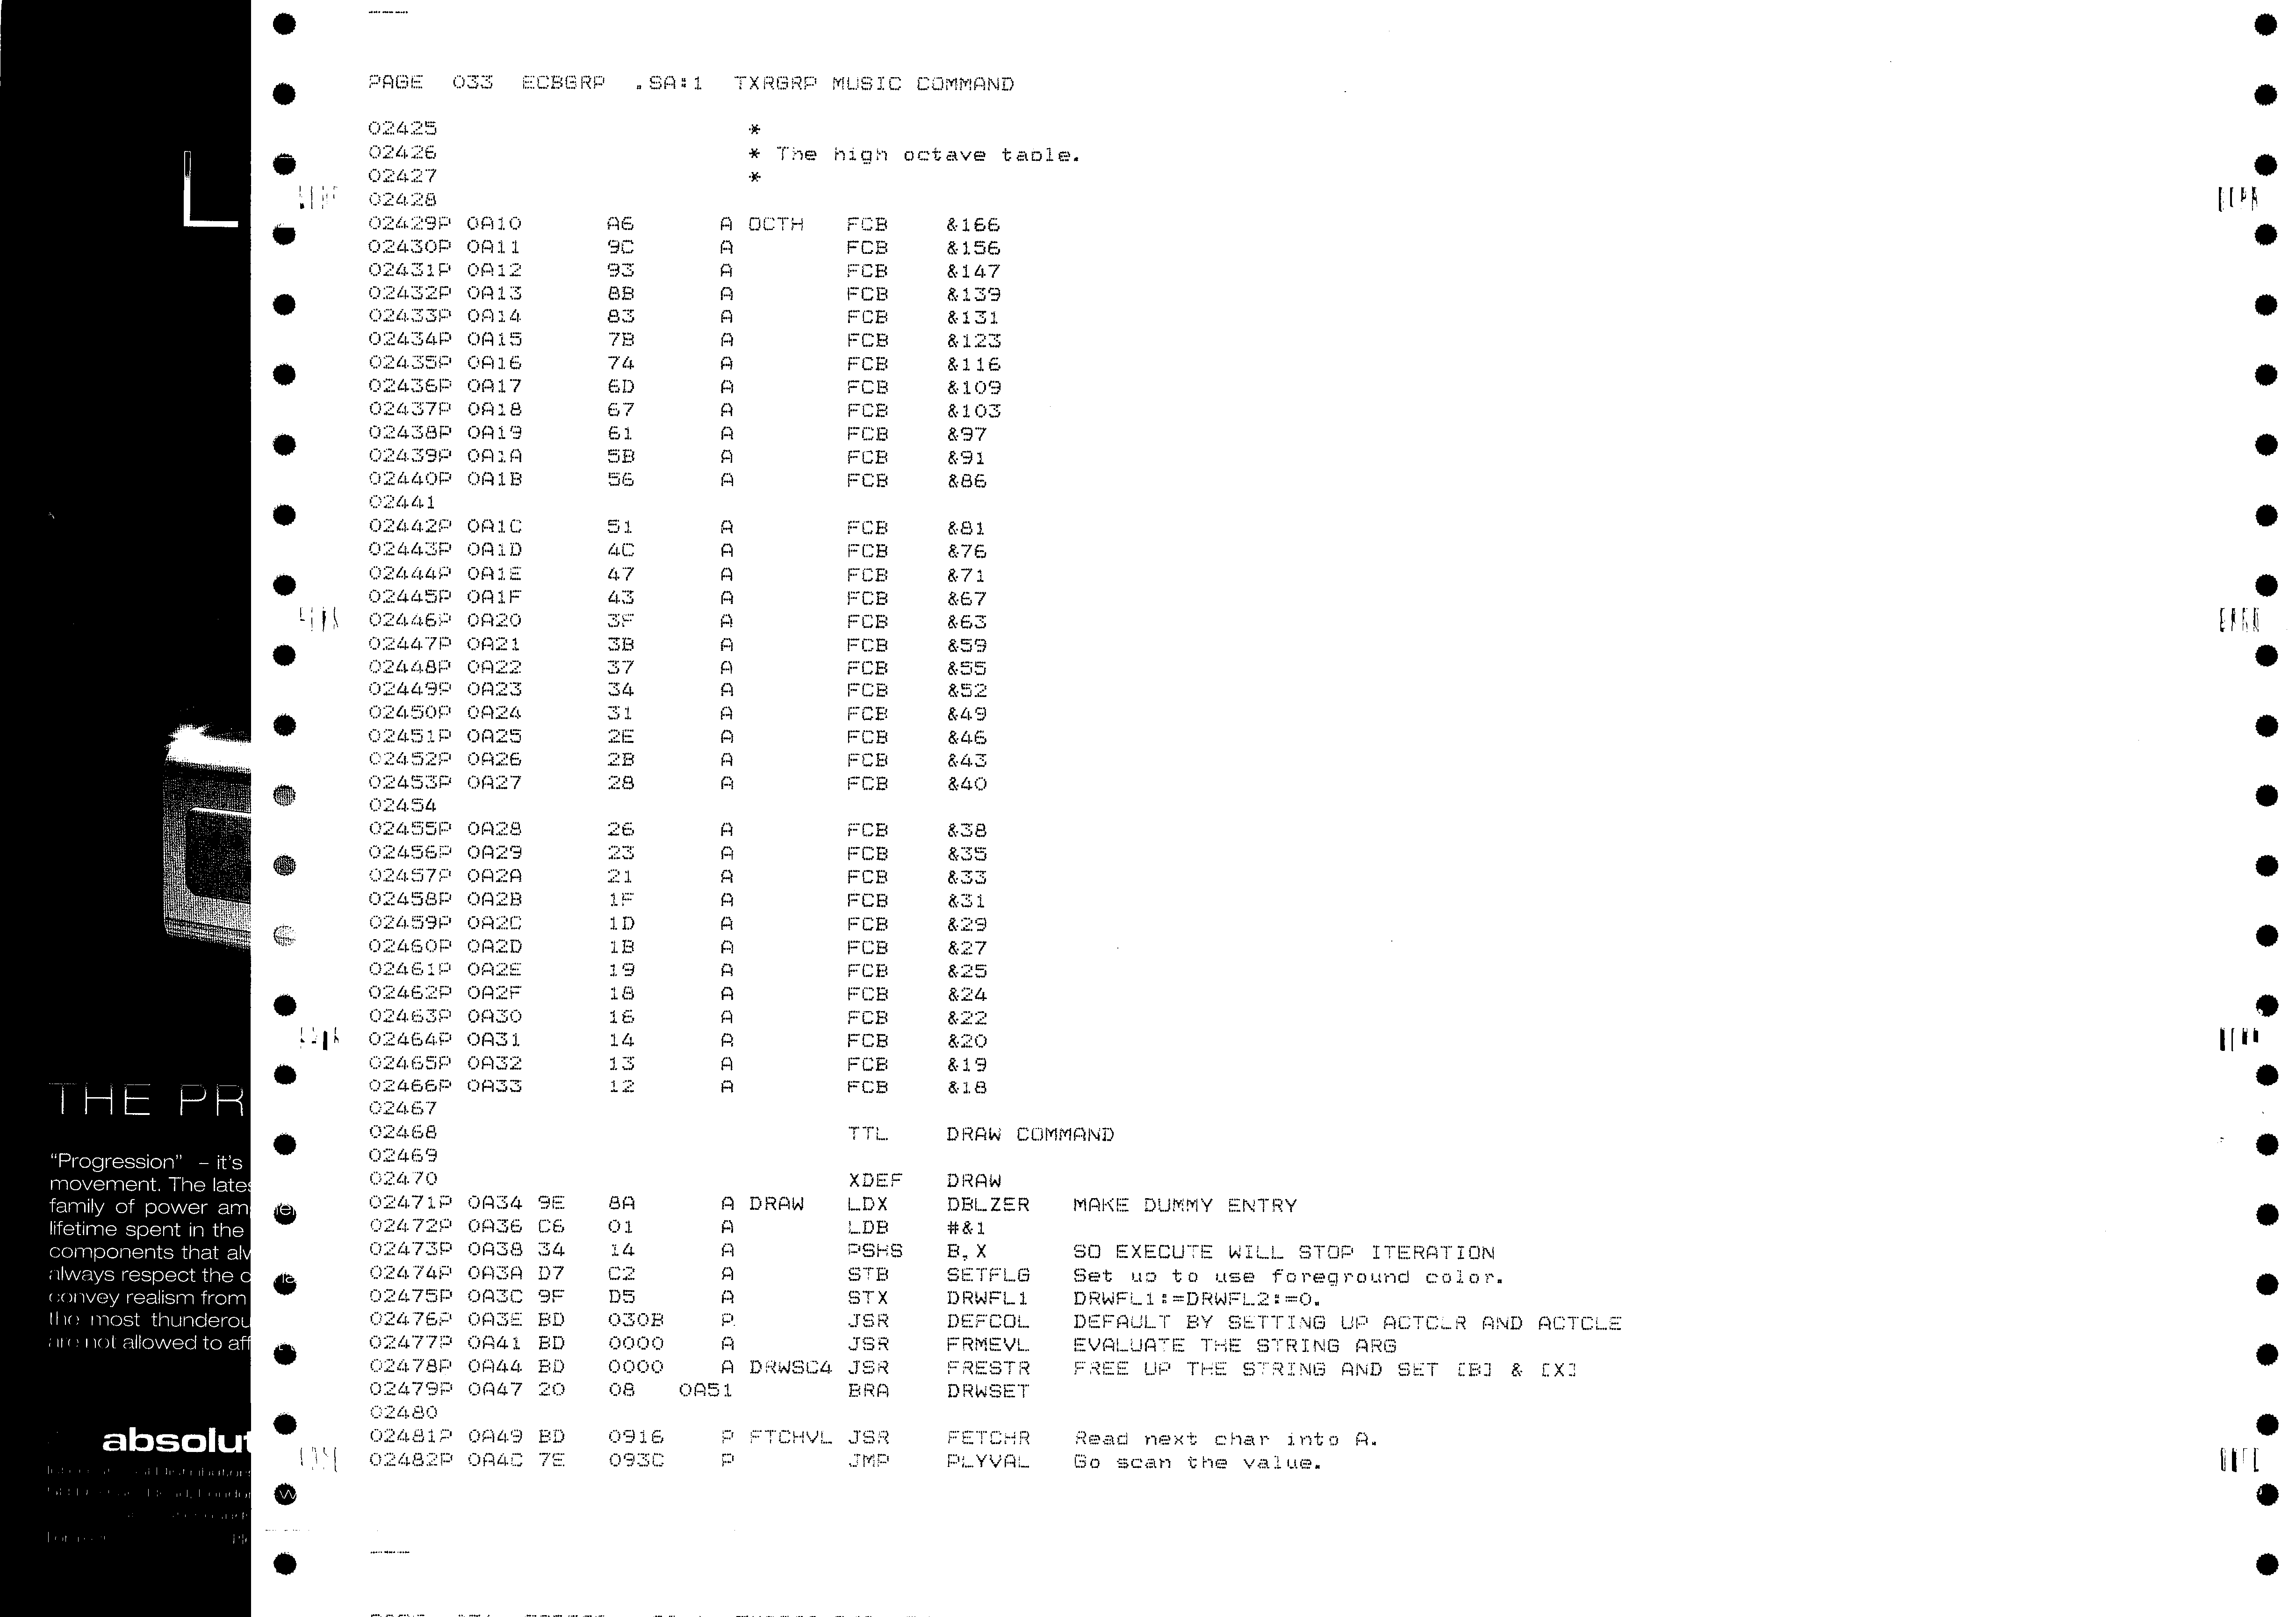 PAGE 033 ECBGRP .SA:1 TXRGRP MUSIC COMMAND
02425 *
02426 * The high octave table.
02427 *
02428
02429P 0A10 A6 A OCTH FCB &166
02430P 0A11 9C A FCB &156
02431P 0A12 93 A FCB &147
02432P 0A13 8B A FCB &139
02433P 0A14 83 A FCB &131
02434P 0A15 7B A FCB &123
02435P 0A16 74 A FCB &116
02436P 0A17 6D A FCB &109
02437P 0A18 67 A FCB &103
02438P 0A19 61 A FCB &97
02439P 0A1A 5B A FCB &91
02440P 0A1B 56 A FCB &86
02441
02442P 0A1C 51 A FCB &81
02443P 0A1D 4C A FCB &76
02444P 0A1E 47 A FCB &71
02445P 0A1F 43 A FCB &67
02446P 0A20 3F A FCB &63
02447P 0A21 3B A FCB &59
02448P 0A22 37 A FCB &55
02449P 0A23 34 A FCB &52
02450P 0A24 31 A FCB &49
02451P 0A25 2E A FCB &46
02452P 0A26 2B A FCB &43
02453P 0A27 28 A FCB &40
02454
02455P 0A28 26 A FCB &38
02456P 0A29 23 A FCB &35
02457P 0A2A 21 A FCB &33
02458P 0A2B 1F A FCB &31
02459P 0A2C 1D A FCB &29
02460P 0A2D 1B A FCB &27
02461P 0A2E 19 A FCB &25
02462P 0A2F 18 A FCB &24
02463P 0A30 16 A FCB &22
02464P 0A31 14 A FCB &20
02465P 0A32 13 A FCB &19
02466P 0A33 12 A FCB &18
02467
02468 TTL DRAW COMMAND
02469
02470 XDEF DRAW
02471P 0A34 9E 8A A DRAW LDX DBLZER MAKE DUMMY ENTRY
02472P 0A36 C6 01 A LDB #&1
02473P 0A38 34 14 A PSHS B,X SO EXECUTE WILL STOP ITERATION
02474P 0A3A D7 C2 A STB SETFLG Set up to use foreground color.
02475P 0A3C 9F D5 A STX DRWFL1 DRWFL1:=DRWFL2:=0.
02476P 0A3E BD 030B P JSR DEFCOL DEFAULT BY SETTING UP ACTCLR AND ACTCLE
02477P 0A41 BD 0000 A JSR FRMEVL EVALUATE THE STRING ARG
02478P 0A44 BD 0000 A DRWSC4 JSR FRESTR FREE UP THE STRING AND SET [B] & [X]
02479P 0A47 20 08 0A51 BRA DRWSET
02480
02481P 0A49 BD 0916 P FTCHVL JSR FETCHR Read next char into A.
02482P 0A4C 7E 093C P JMP PLYVAL Go scan the value.
L
THE PR
"Progression" – it's
movement. The lates
family of power am
lifetime spent in the
components that alv
always respect the c
convey realism from
the most thunderou
are not allowed to aff
absolut